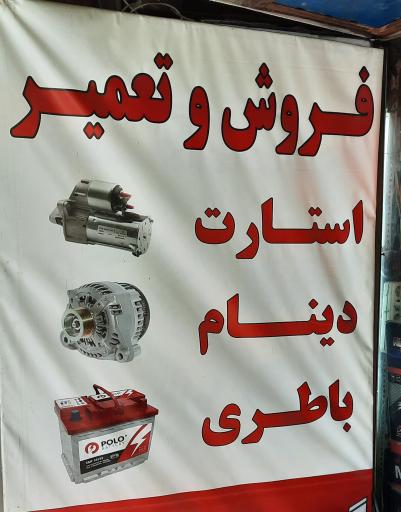 فروش و تعمیر
استارت
دینام
باطری
POLO